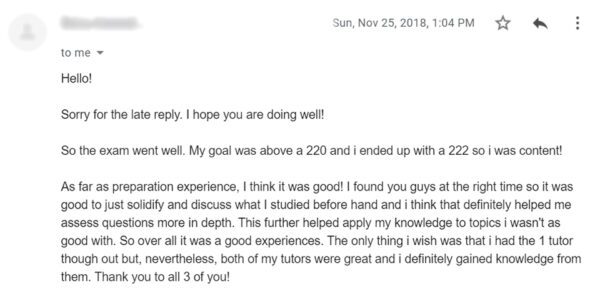 Sun, Nov 25, 2018, 1:04 PM
to me
Hello!
Sorry for the late reply. I hope you are doing well!
So the exam went well. My goal was above a 220 and i ended up with a 222 so i was content!
As far as preparation experience, I think it was good! I found you guys at the right time so it was
good to just solidify and discuss what I studied before hand and i think that definitely helped me
assess questions more in depth. This further helped apply my knowledge to topics i wasn't as
good with. So over all it was a good experiences. The only thing i wish was that i had the 1 tutor
though out but, nevertheless, both of my tutors were great and i definitely gained knowledge from
them. Thank you to all 3 of you!